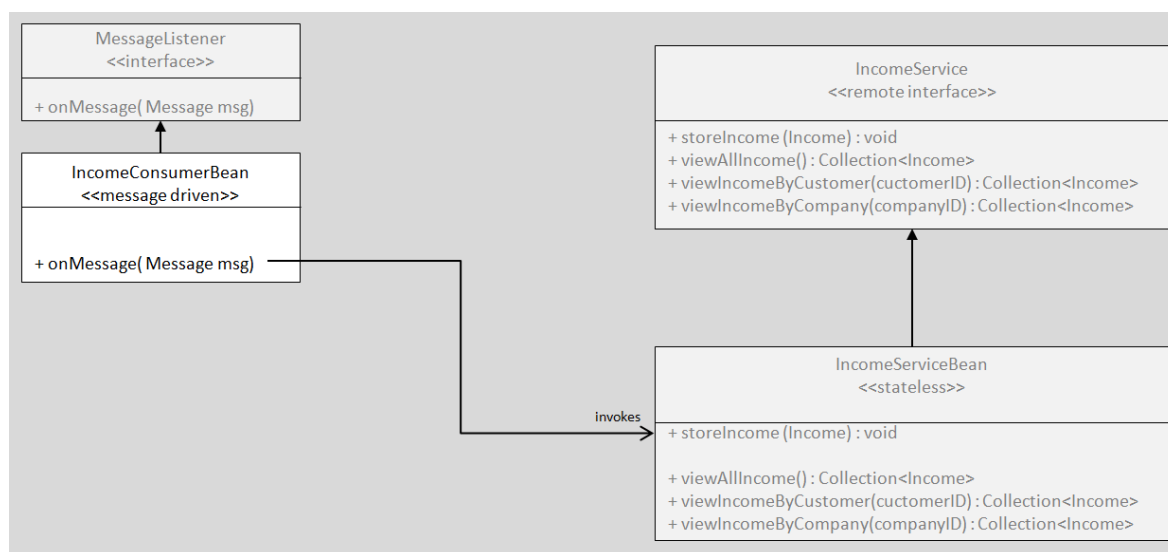 MessageListener
<<interface>>
+ onMessage( Message msg)
IncomeConsumerBean
<<message driven>>
+ onMessage( Message msg)
IncomeService
<<remote interface>>
+ storeIncome (Income) : void
+ viewAllIncome() : Collection<Income>
+ viewIncomeByCustomer(cuctomerID) : Collection<Income>
+ viewIncomeByCompany(companyID) : Collection<Income>
invokes
IncomeServiceBean
<<stateless>>
+ storeIncome (Income) : void
+ viewAllIncome() : Collection<Income>
+ viewIncomeByCustomer(cuctomerID) : Collection<Income>
+ viewIncomeByCompany(companyID) : Collection<Income>